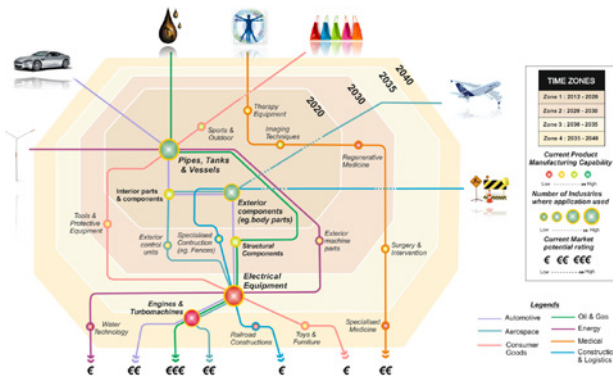 2040
2035
2030
2020
Therapy
Equipment
Imaging
Techniques
Sports &
Outdoor
Regenerative
Medicine
Pipes, Tanks
& Vessels
Interior parts
& components
Exterior
components
(eg.body parts)
Tools &
Protective
Equipment
Exterior
control
units
Specialised
Contruction
(eg. Fences)
Structural
Components
Exterior
machine
parts
Surgery &
Intervention
Electrical
Equipment
Engines &
Turbomachines
Water
Technology
Railroad
Constructions
Toys &
Furniture
Specialised
Medicine
€ €€ €€€ €€ € € €€
TIME ZONES
Zone 1 : 2013 - 2020
Zone 2 : 2020 - 2030
Zone 3 : 2030 - 2035
Zone 4 : 2035 - 2040
Current Product
Manufacturing Capability
Low High
Number of Industries
where application used
Low High
Current Market
potential rating
€ €€ €€€
Low High
Legends
Automotive
Aerospace
Consumer
Goods
Oil & Gas
Energy
Medical
Construction
& Logistics